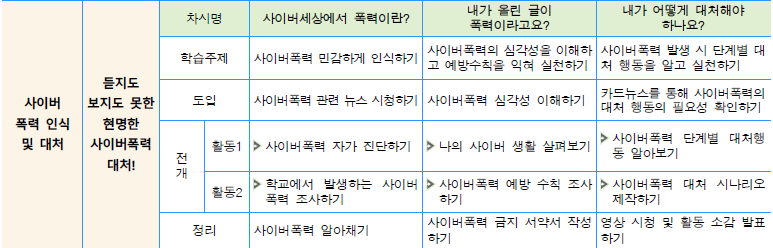 사이버
폭력 인식
및 대처
듣지도
보지도 못한
현명한
사이버폭력
대처!
차시명
사이버세상에서 폭력이란?
내가 올린 글이
폭력이라고요?
내가 어떻게 대처해야
하나요?
학습주제
사이버폭력 민감하게 인식하기
사이버폭력의 심각성을 이해하
고 예방수칙을 익혀 실천하기
사이버폭력 발생 시 단계별 대
처 행동을 알고 실천하기
도입
사이버폭력 관련 뉴스 시청하기
사이버폭력 심각성 이해하기
카드뉴스를 통해 사이버폭력의
대처 행동의 필요성 확인하기
전
개
활동1
사이버폭력 자가 진단하기
나의 사이버 생활 살펴보기
사이버폭력 단계별 대처행
동 알아보기
활동2
학교에서 발생하는 사이버
폭력 조사하기
사이버폭력 예방 수칙 조사
하기
사이버폭력 대처 시나리오
제작하기
정리
사이버폭력 알아채기
사이버폭력 금지 서약서 작성
하기
영상 시청 및 활동 소감 발표
하기